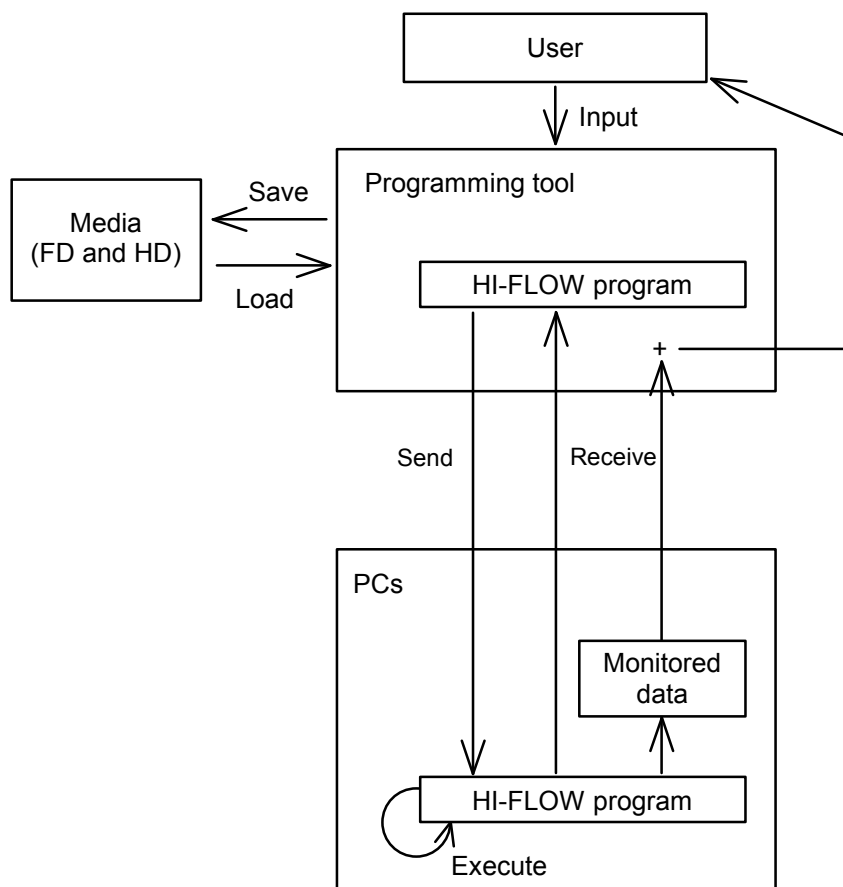 User
Input
Programming tool
Save
Media
(FD and HD)
Load
HI-FLOW program
+
Send
Receive
PCs
Monitored
data
HI-FLOW program
Execute